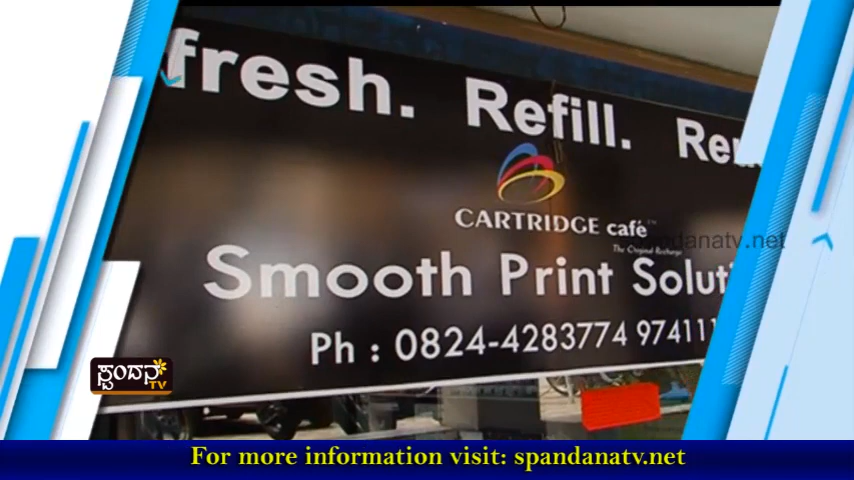 fresh. Refill.
CARTRIDGE café
The Original Recharge
spandanatv.net
Smooth Print
Ph : 0824-4283774
ಸ್ಪಂದನ
TV
For more information visit: spandanatv.net